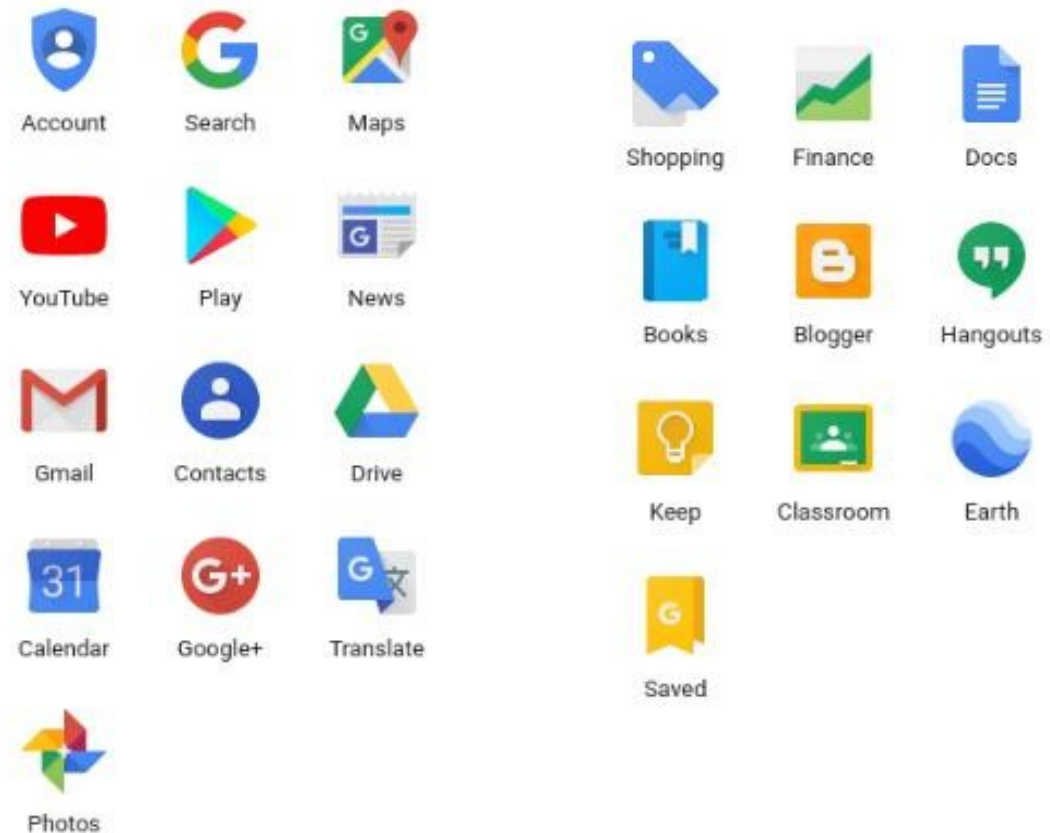 Account Search Maps
YouTube Play News
Gmail Contacts Drive
31
Calendar Google+ Translate
Photos
Shopping Finance Docs
Books Blogger Hangouts
Keep Classroom Earth
Saved